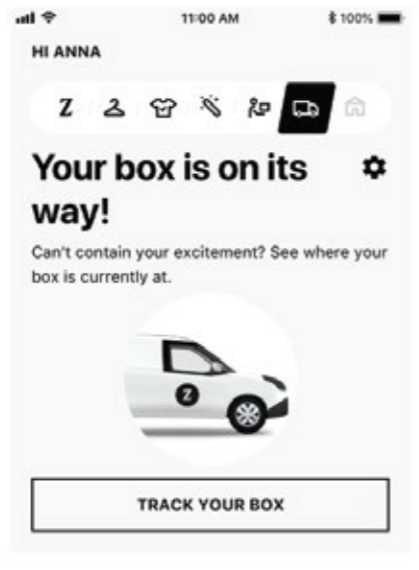 11:00 AM
100%
HI ANNA
Z
Your box is on its
way!
Can't contain your excitement? See where your
box is currently at.
Z
TRACK YOUR BOX